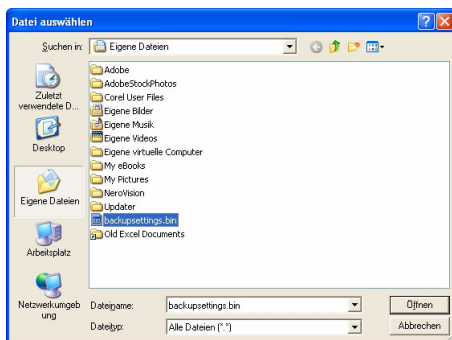 Datei auswählen
Suchen in: Eigene Dateien
Zuletzt
verwendete D...
Desktop
Eigene Dateien
Arbeitsplatz
Netzwerkumgeb
ung
Adobe
AdobeStockPhotos
Corel User Files
Eigene Bilder
Eigene Musik
Eigene Videos
Eigene virtuelle Computer
My eBooks
My Pictures
NeroVision
Updater
backupsettings.bin
Old Excel Documents
Dateiname: backupsettings.bin Öffnen
Dateityp: Alle Dateien (*.*) Abbrechen